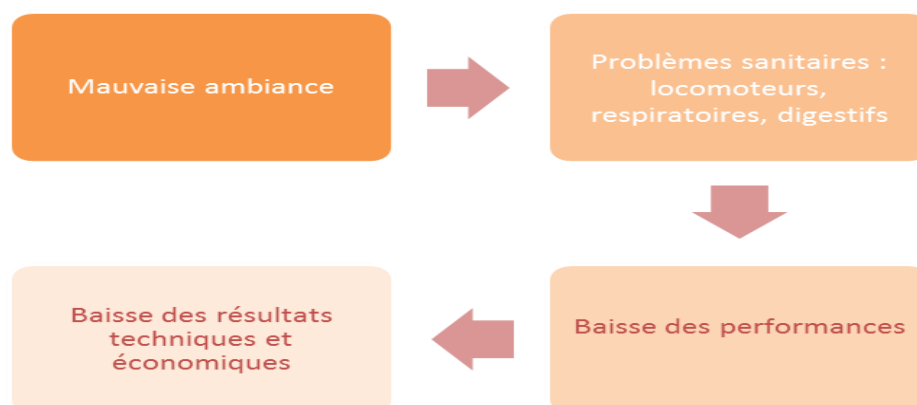 Mauvaise ambiance
Problèmes sanitaires :
locomoteurs,
respiratoires, digestifs
Baisse des performances
Baisse des résultats
techniques et
économiques